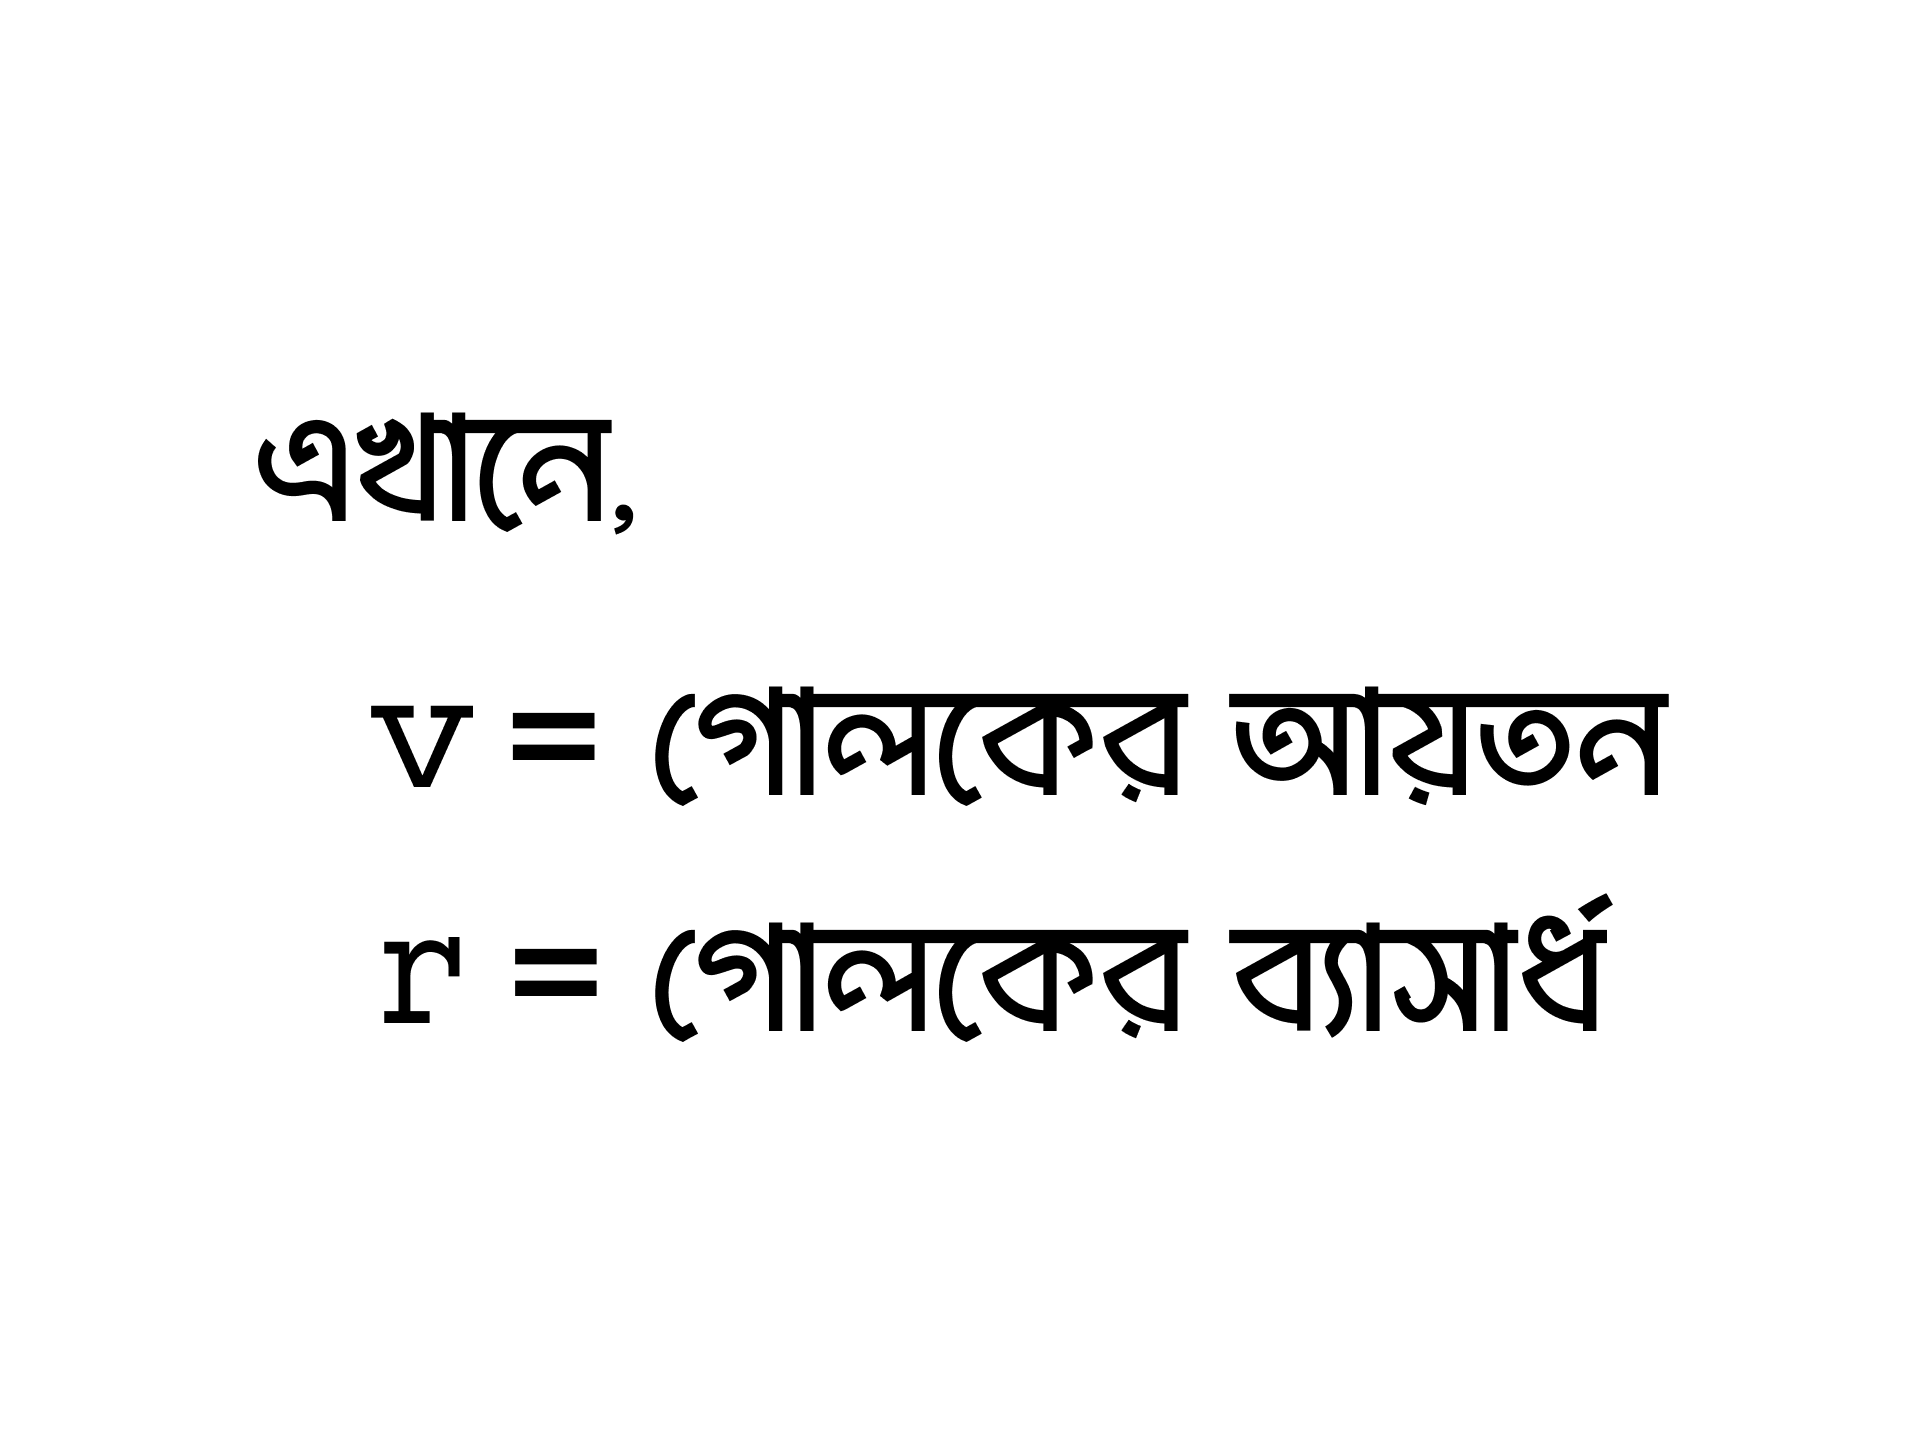 এখানে,
v = গোলকের আয়তন
r = গোলকের ব্যাসার্ধ